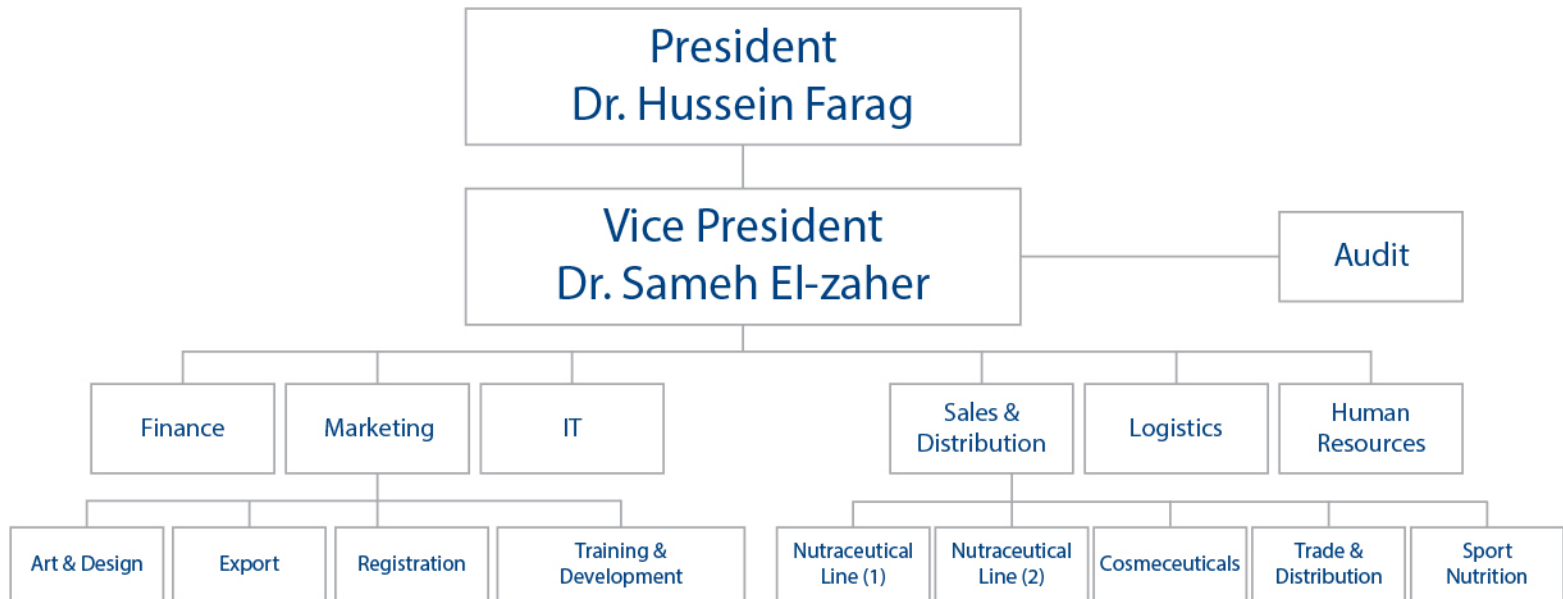 President
Dr. Hussein Farag
Vice President
Dr. Sameh El-zaher
Audit
Finance
Marketing
IT
Sales &
Distribution
Logistics
Human
Resources
Art & Design
Export
Registration
Training &
Development
Nutraceutical
Line (1)
Nutraceutical
Line (2)
Cosmeceuticals
Trade &
Distribution
Sport
Nutrition